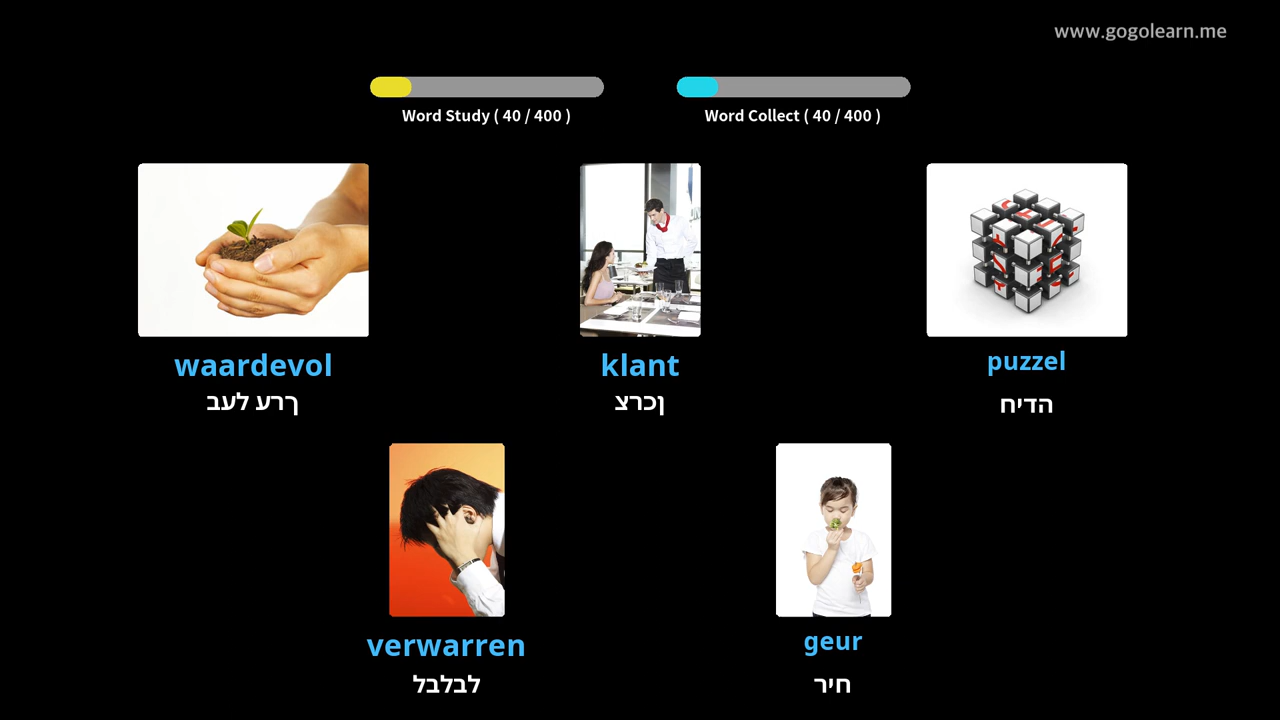 www.gogolearn.me
Word Study ( 40 / 400 )
Word Collect ( 40 / 400 )
waardevol
ךרע לעב
klant
ןכרצ
puzzel
הדיח
verwarren
לבלבל
geur
חיר